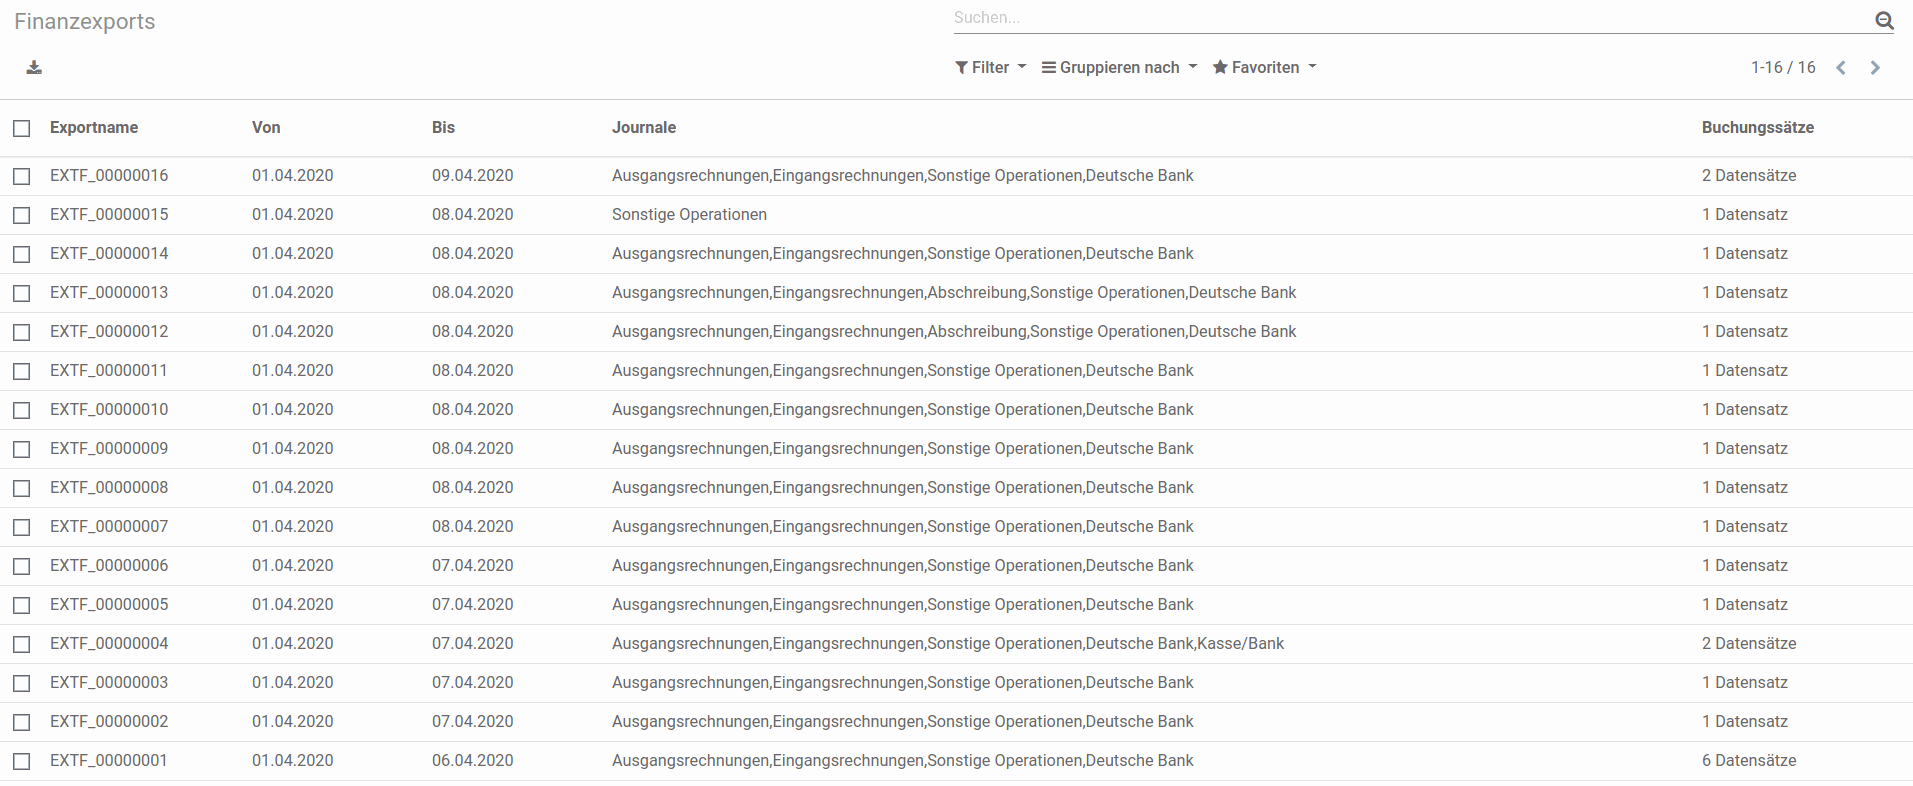 Finanzexports
Suchen...
Filter Gruppieren nach Favoriten 1-16 / 16
Exportname Von Bis Journale Buchungssätze
EXTF_00000016 01.04.2020 09.04.2020 Ausgangsrechnungen,Eingangsrechnungen,Sonstige Operationen,Deutsche Bank 2 Datensätze
EXTF_00000015 01.04.2020 08.04.2020 Sonstige Operationen 1 Datensatz
EXTF_00000014 01.04.2020 08.04.2020 Ausgangsrechnungen,Eingangsrechnungen,Sonstige Operationen,Deutsche Bank 1 Datensatz
EXTF_00000013 01.04.2020 08.04.2020 Ausgangsrechnungen,Eingangsrechnungen,Abschreibung,Sonstige Operationen,Deutsche Bank 1 Datensatz
EXTF_00000012 01.04.2020 08.04.2020 Ausgangsrechnungen,Eingangsrechnungen,Abschreibung,Sonstige Operationen,Deutsche Bank 1 Datensatz
EXTF_00000011 01.04.2020 08.04.2020 Ausgangsrechnungen,Eingangsrechnungen,Sonstige Operationen,Deutsche Bank 1 Datensatz
EXTF_00000010 01.04.2020 08.04.2020 Ausgangsrechnungen,Eingangsrechnungen,Sonstige Operationen,Deutsche Bank 1 Datensatz
EXTF_00000009 01.04.2020 08.04.2020 Ausgangsrechnungen,Eingangsrechnungen,Sonstige Operationen,Deutsche Bank 1 Datensatz
EXTF_00000008 01.04.2020 08.04.2020 Ausgangsrechnungen,Eingangsrechnungen,Sonstige Operationen,Deutsche Bank 1 Datensatz
EXTF_00000007 01.04.2020 08.04.2020 Ausgangsrechnungen,Eingangsrechnungen,Sonstige Operationen,Deutsche Bank 1 Datensatz
EXTF_00000006 01.04.2020 07.04.2020 Ausgangsrechnungen,Eingangsrechnungen,Sonstige Operationen,Deutsche Bank 1 Datensatz
EXTF_00000005 01.04.2020 07.04.2020 Ausgangsrechnungen,Eingangsrechnungen,Sonstige Operationen,Deutsche Bank 1 Datensatz
EXTF_00000004 01.04.2020 07.04.2020 Ausgangsrechnungen,Eingangsrechnungen,Sonstige Operationen,Deutsche Bank,Kasse/Bank 2 Datensätze
EXTF_00000003 01.04.2020 07.04.2020 Ausgangsrechnungen,Eingangsrechnungen,Sonstige Operationen,Deutsche Bank 1 Datensatz
EXTF_00000002 01.04.2020 07.04.2020 Ausgangsrechnungen,Eingangsrechnungen,Sonstige Operationen,Deutsche Bank 1 Datensatz
EXTF_00000001 01.04.2020 06.04.2020 Ausgangsrechnungen,Eingangsrechnungen,Sonstige Operationen,Deutsche Bank 6 Datensätze